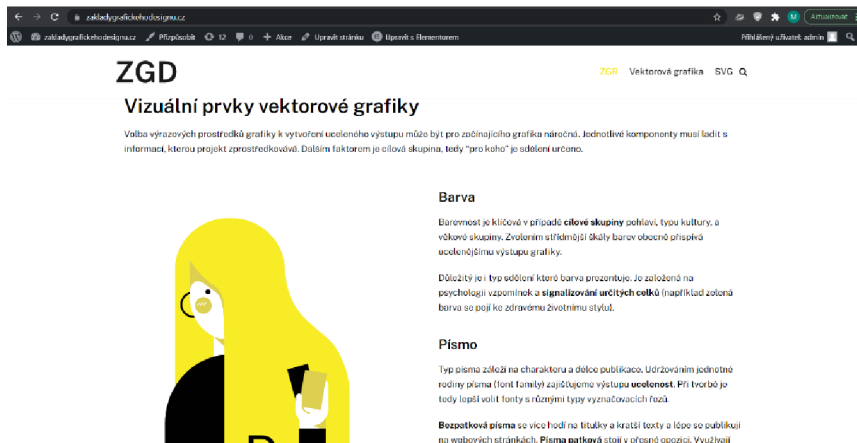 zakladygrafickehodesignu.cz
Aktualizovat
zakladygrafickehodesignu.cz Přizpůsobit 12 0 Akce Upravit stránku Upravit s Elementorem Přihlášený uživatel: admin
ZGD
ZGR Vektorová grafika SVG
Vizuální prvky vektorové grafiky
Volba výrazových prostředků grafiky k vytvoření uceleného výstupu může být pro začínajícího grafika náročná. Jednotlivé komponenty musí ladit s
informací, kterou projekt zprostředkovává. Dalším faktorem je cílová skupina, tedy "pro koho" je sdělení určeno.
Barva
Barevnost je klíčová v případě cílové skupiny pohlaví, typu kultury, a
věkové skupiny. Zvolením střídmější škály barev obecně přispívá
ucelenějšímu výstupu grafiky.
Důležitý je i typ sdělení které barva prezentuje. Je založená na
psychologii vzpomínek a signalizování určitých celků (například zelená
barva se pojí ke zdravému životnímu stylu).
Písmo
Typ písma záleží na charakteru a délce publikace. Udržováním jednotné
rodiny písma (font family) zajišťujeme výstupu ucelenost. Při tvorbě je
tedy lepší volit fonty s různými typy vyznačovacích řezů.
Bezpatková písma se více hodí na titulky a kratší texty a lépe se publikují
na webových stránkách. Písma patková stojí v přesné opozici. Využívají